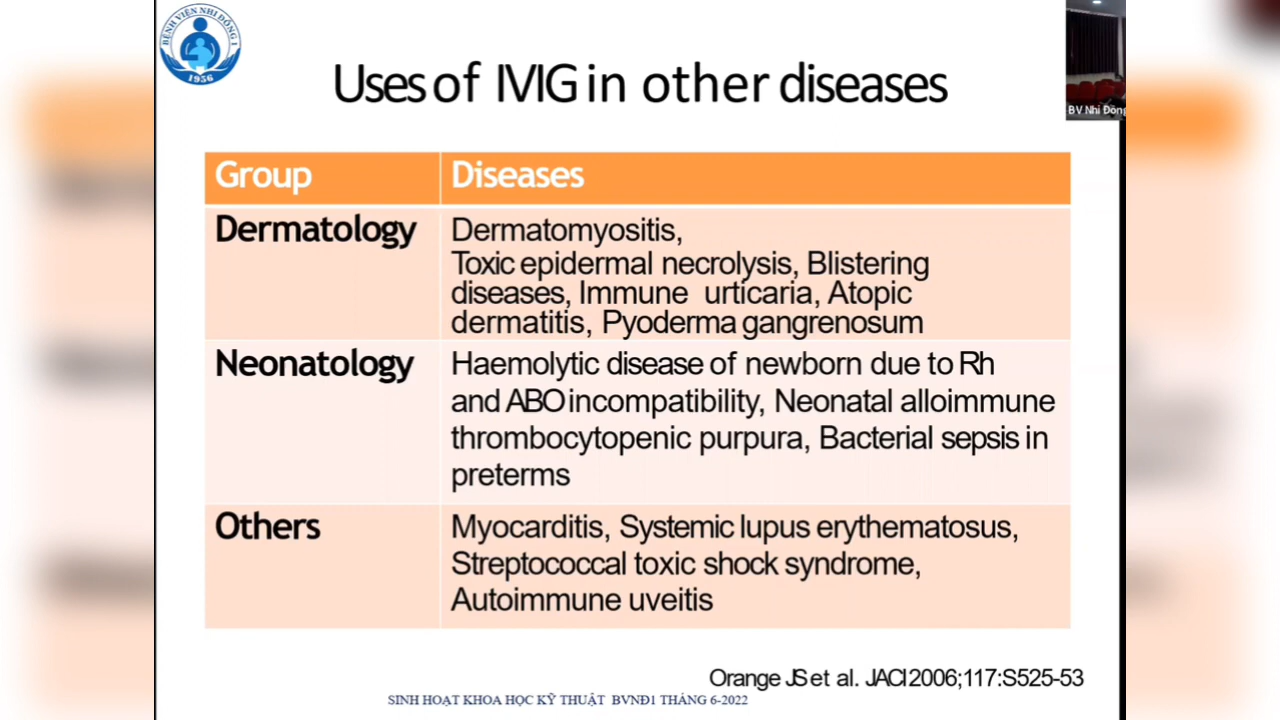 BỆNH VIỆN NHI ĐỒNG 1
1956
Uses of IVIG in other diseases
BV Nhi Đồng
Group
Diseases
Dermatology
Dermatomyositis,
Toxic epidermal necrolysis, Blistering
diseases, Immune urticaria, Atopic
dermatitis, Pyoderma gangrenosum
Neonatology
Haemolytic disease of newborn due to Rh
and ABO incompatibility, Neonatal alloimmune
thrombocytopenic purpura, Bacterial sepsis in
preterms
Others
Myocarditis, Systemic lupus erythematosus,
Streptococcal toxic shock syndrome,
Autoimmune uveitis
Orange JS et al. JACI 2006;117:S525-53
SINH HOẠT KHOA HỌC KỸ THUẬT BVNĐ1 THÁNG 6-2022